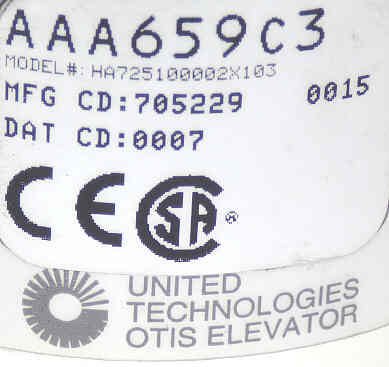 AAA659C3
MODEL#: HA725100002X103
MFG CD:705229 0015
DAT CD:0007
CE SA®
UNITED
TECHNOLOGIES
OTIS ELEVATOR